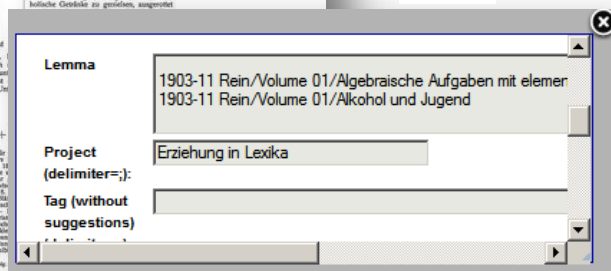 holische Getränke zu genießen, ausgerottet
Lemma
1903-11 Rein/Volume 01/Algebraische Aufgaben mit elemen
1903-11 Rein/Volume 01/Alkohol und Jugend
Project
(delimiter=;):
Erziehung in Lexika
Tag (without
suggestions)